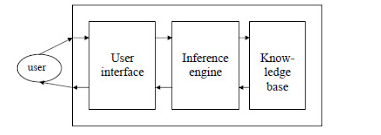 user
User
interface
Inference
engine
Know-
ledge
base